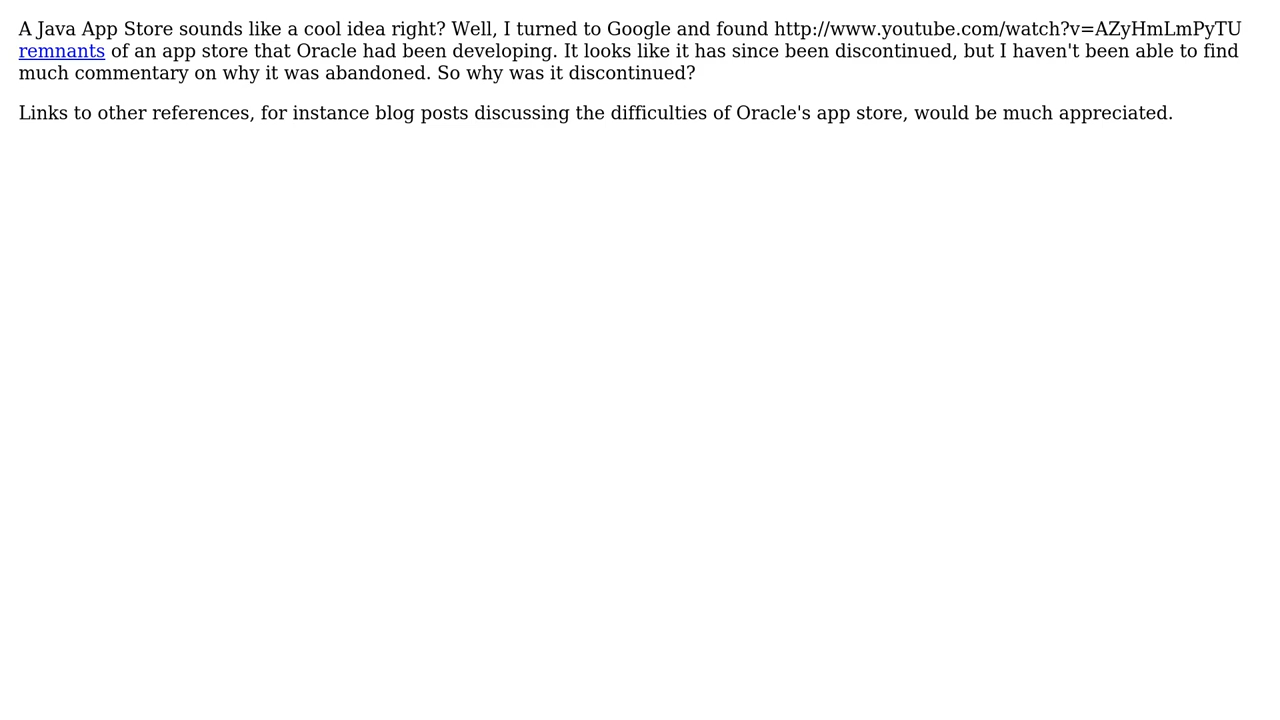 A Java App Store sounds like a cool idea right? Well, I turned to Google and found http://www.youtube.com/watch?v=AZyHmLmPyTU
remnants of an app store that Oracle had been developing. It looks like it has since been discontinued, but I haven't been able to find
much commentary on why it was abandoned. So why was it discontinued?
Links to other references, for instance blog posts discussing the difficulties of Oracle's app store, would be much appreciated.